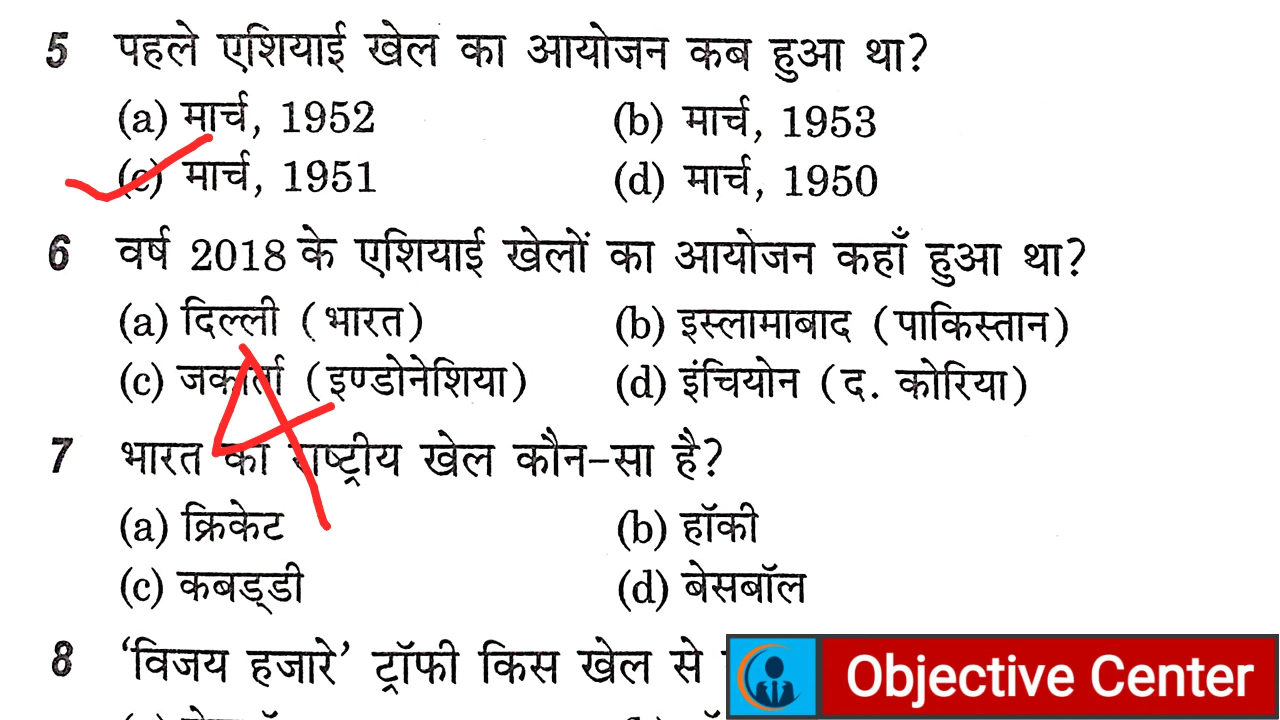 5 पहले एशियाई खेल का आयोजन कब हुआ था?
(a) मार्च, 1952 (b) मार्च, 1953
(c) मार्च, 1951 (d) मार्च, 1950
6 वर्ष 2018 के एशियाई खेलों का आयोजन कहाँ हुआ था?
(a) दिल्ली (भारत) (b) इस्लामाबाद (पाकिस्तान)
(c) जकार्ता (इण्डोनेशिया) (d) इंचियोन (द. कोरिया)
7 भारत का राष्ट्रीय खेल कौन-सा है?
(a) क्रिकेट (b) हॉकी
(c) कबड्डी (d) बेसबॉल
8 ‘विजय हजारे’ ट्रॉफी किस खेल से
Objective Center